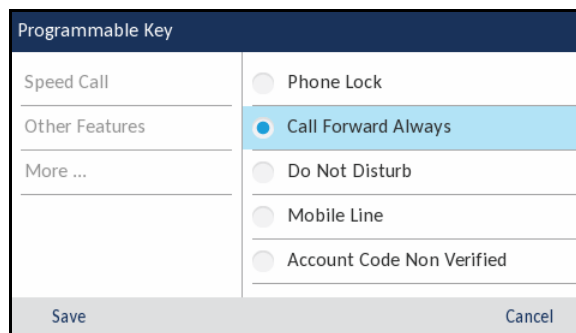 Programmable Key
Speed Call
Other Features
More ...
Phone Lock
Call Forward Always
Do Not Disturb
Mobile Line
Account Code Non Verified
Save
Cancel